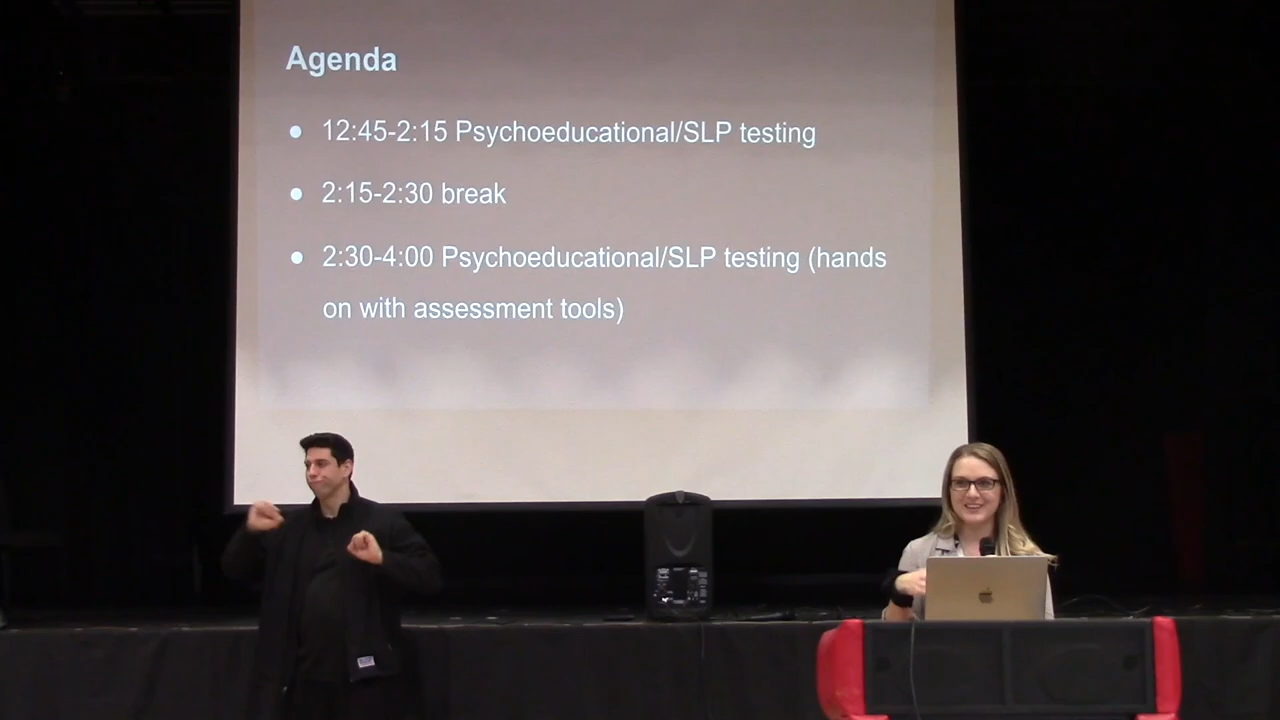 Agenda
● 12:45-2:15 Psychoeducational/SLP testing
● 2:15-2:30 break
● 2:30-4:00 Psychoeducational/SLP testing (hands
on with assessment tools)